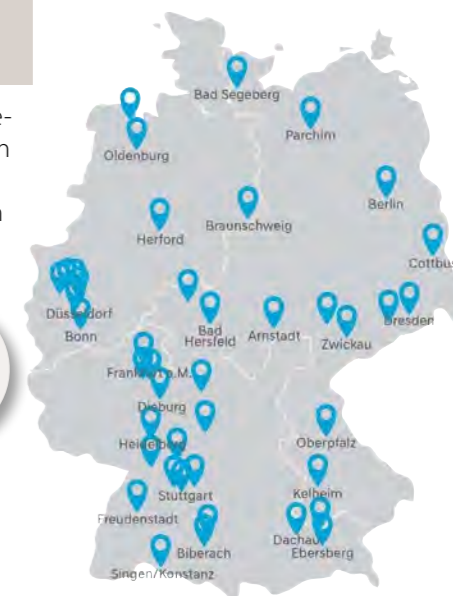 e-
n
n
Bad Segeberg
Parchim
Oldenburg
Berlin
Braunschweig
Herford
Cottbus
Düsseldorf
Bonn
Bad
Hersfeld
Arnstadt
Zwickau
Dresden
Frankfurt o.M.
Dieburg
Heidelberg
Oberpfalz
Stuttgart
Kelheim
Freudenstadt
Dachau
Biberach
Ebersberg
Singen/Konstanz